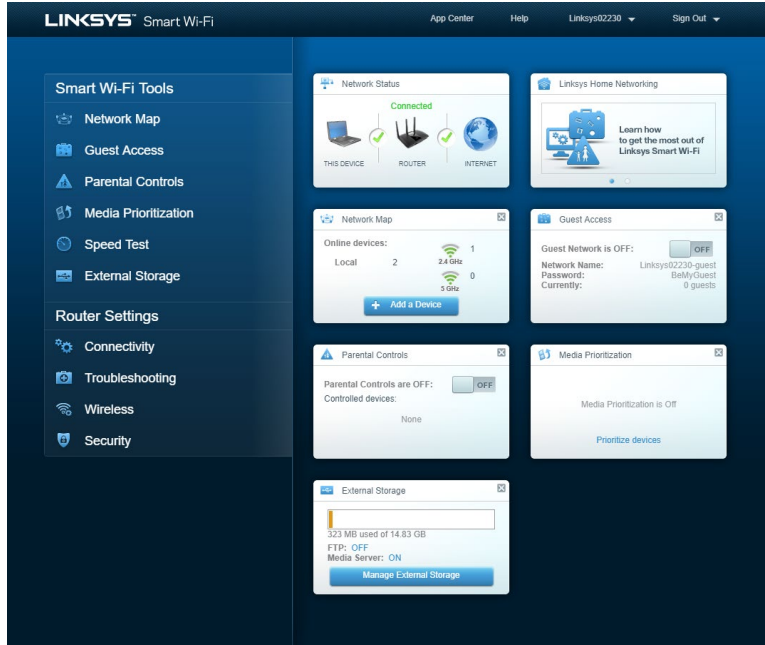 LINKSYS™ Smart Wi-Fi
App Center Help Linksys02230 Sign Out
Smart Wi-Fi Tools
Network Map
Guest Access
Parental Controls
Media Prioritization
Speed Test
External Storage
Router Settings
Connectivity
Troubleshooting
Wireless
Security
Network Status
Connected
THIS DEVICE ROUTER INTERNET
Linksys Home Networking
Learn how
to get the most out of
Linksys Smart Wi-Fi
Network Map
Online devices:
Local 2
1
2.4 GHz
0
5 GHz
+ Add a Device
Guest Access
Guest Network is OFF: OFF
Network Name: Linksys02230-guest
Password: BeMyGuest
Currently: 0 guests
Parental Controls
Parental Controls are OFF: OFF
Controlled devices:
None
Media Prioritization
Media Prioritization is Off
Prioritize devices
External Storage
323 MB used of 14.83 GB
FTP: OFF
Media Server: ON
Manage External Storage